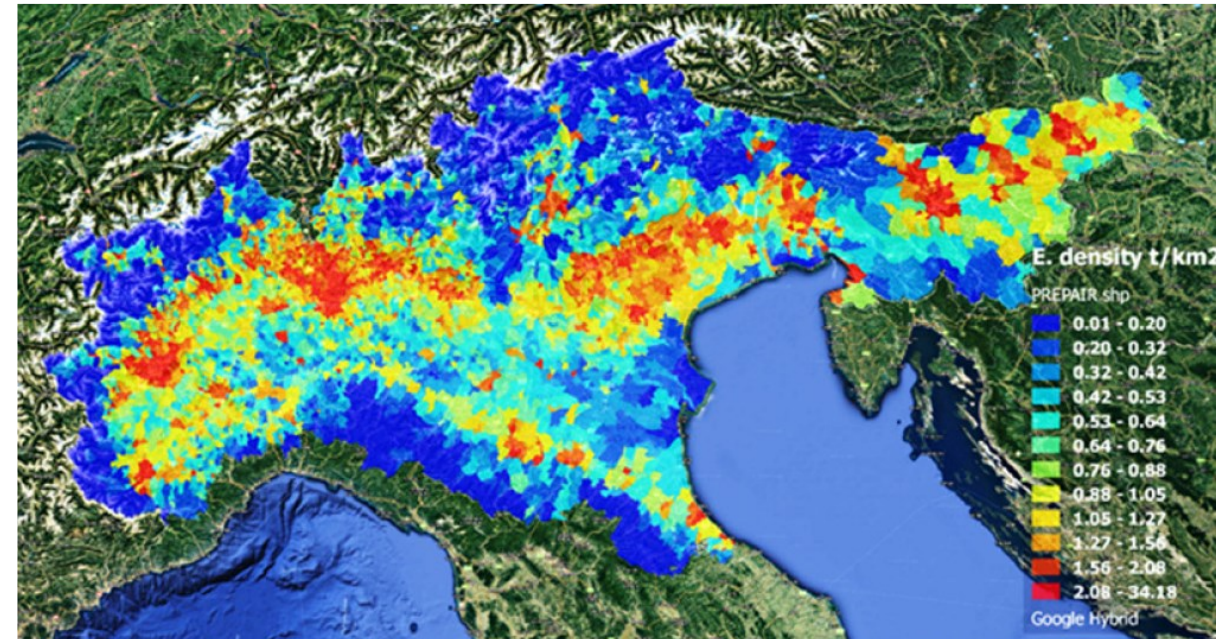 E. density t/km2
PREPAIR shp
0.01 - 0.20
0.20 - 0.32
0.32 - 0.42
0.42 - 0.53
0.53 - 0.64
0.64 - 0.76
0.76 - 0.88
0.88 - 1.05
1.05 - 1.27
1.27 - 1.56
1.56 - 2.08
2.08 - 34.18
Google Hybrid